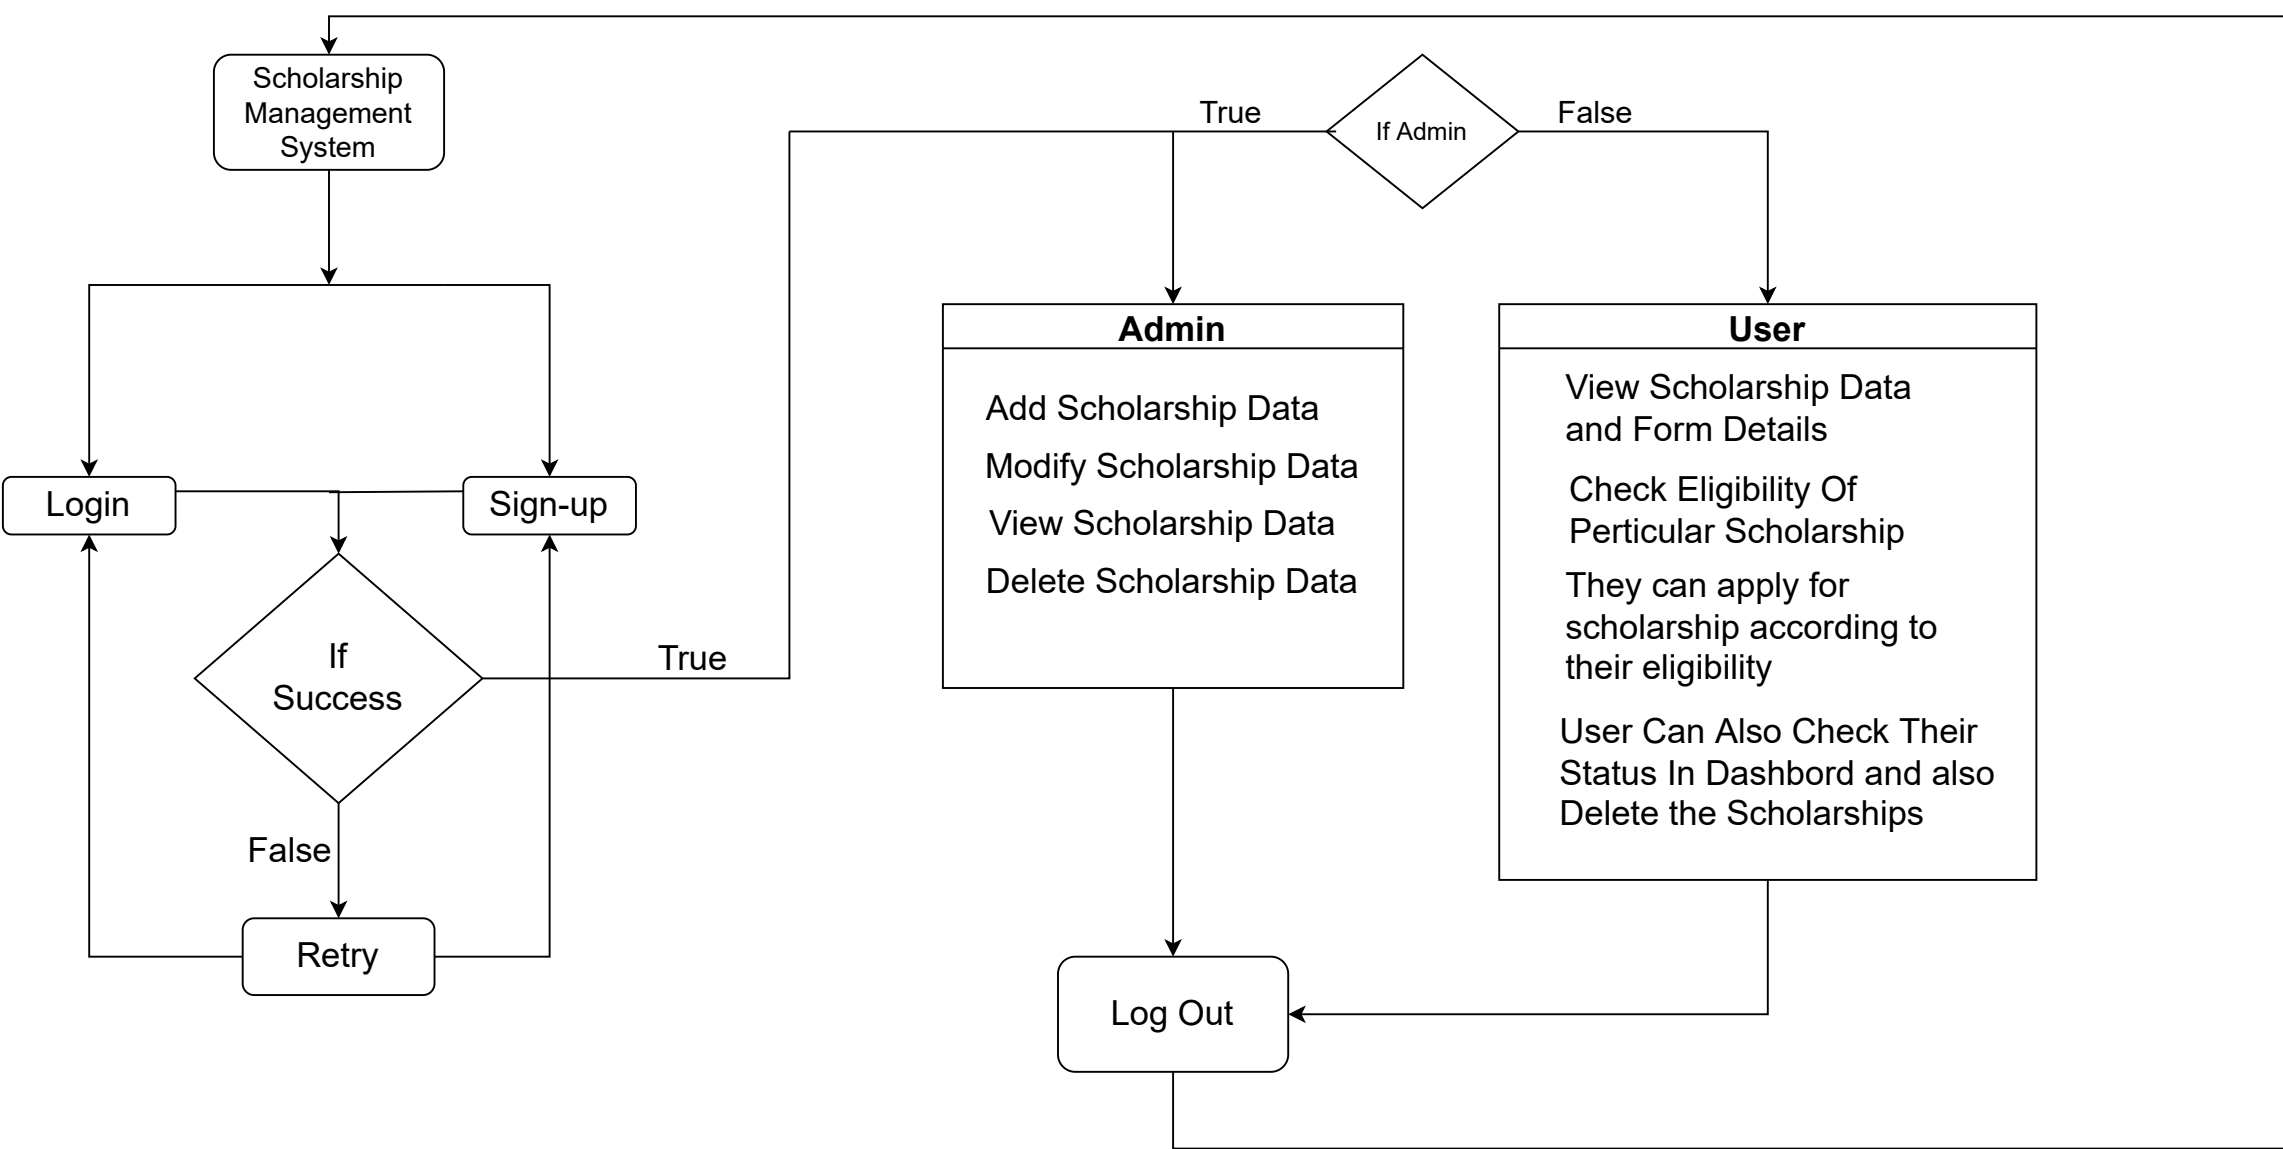 Scholarship
Management
System
True
If Admin
False
Admin
User
Add Scholarship Data
Modify Scholarship Data
View Scholarship Data
Delete Scholarship Data
View Scholarship Data
and Form Details
Check Eligibility Of
Perticular Scholarship
They can apply for
scholarship according to
their eligibility
User Can Also Check Their
Status In Dashbord and also
Delete the Scholarships
Login
Sign-up
If
Success
True
False
Retry
Log Out